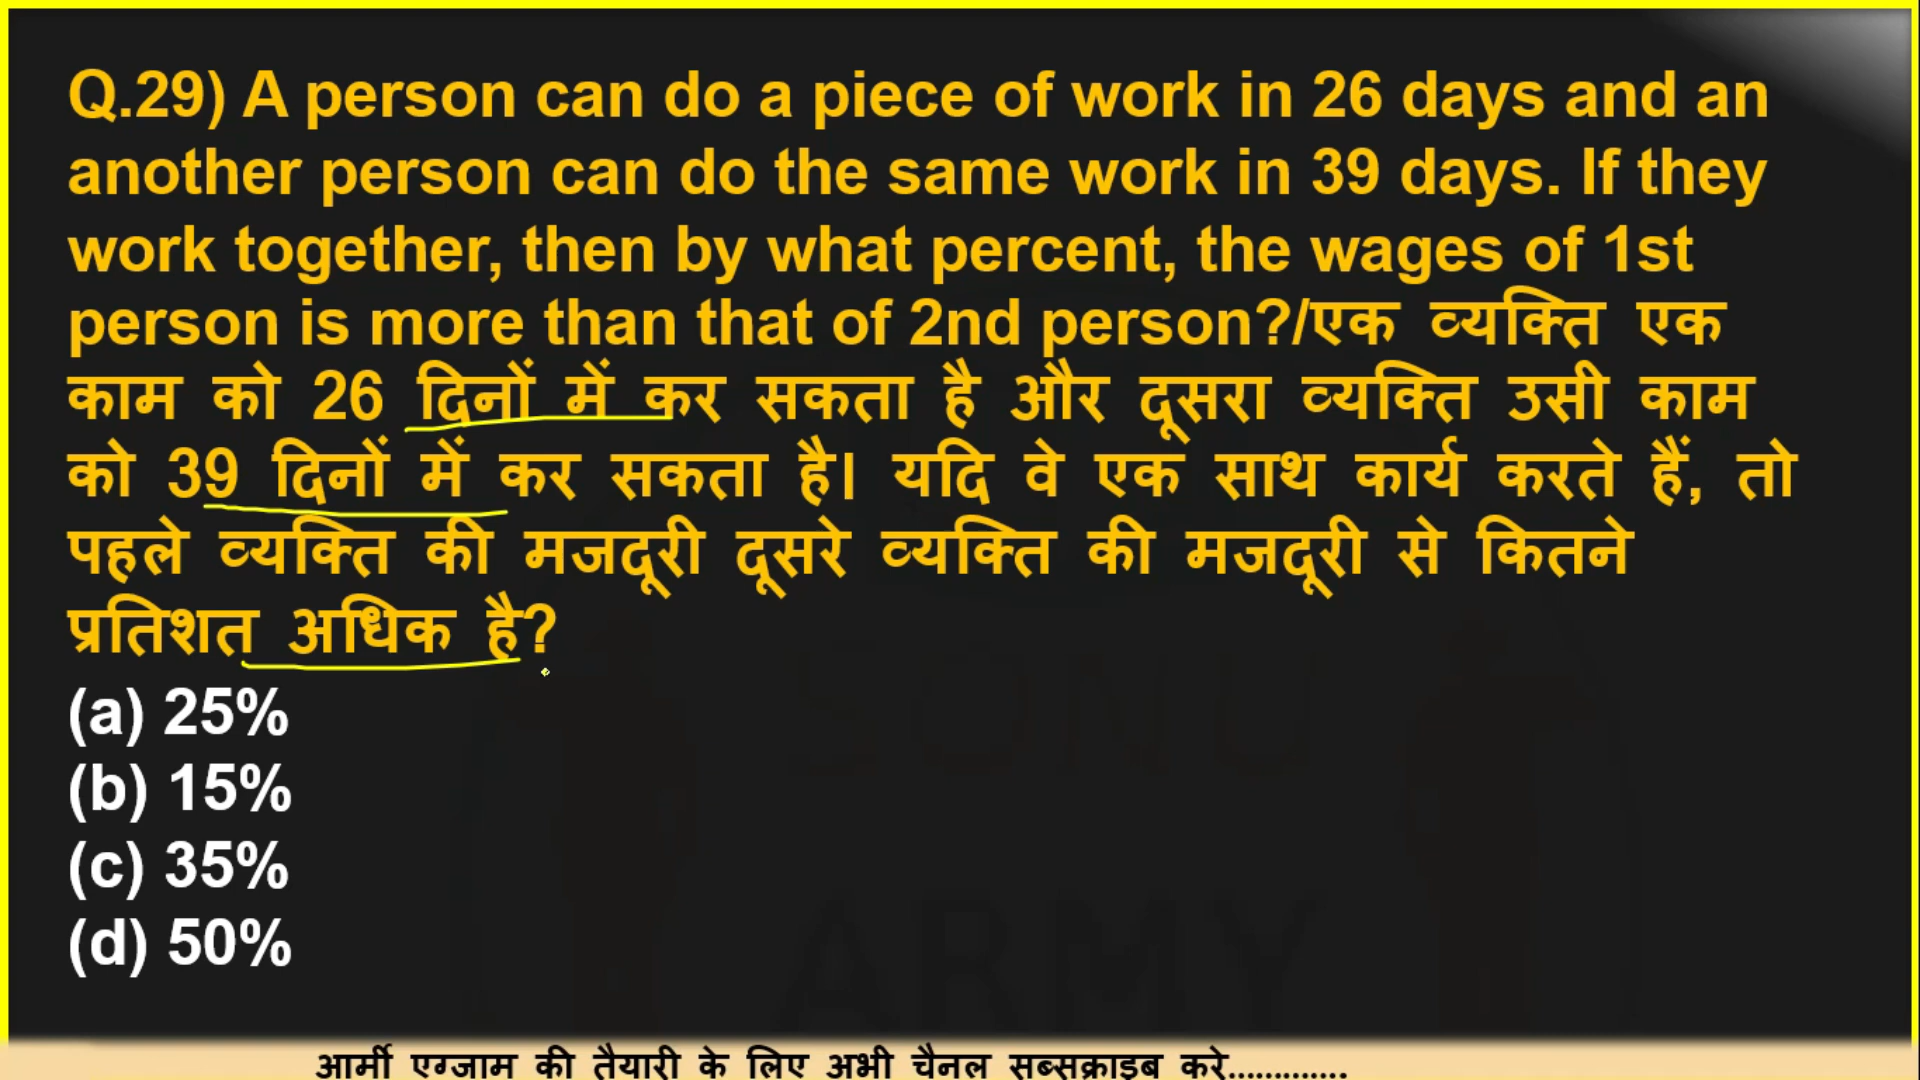 Q.29) A person can do a piece of work in 26 days and an
another person can do the same work in 39 days. If they
work together, then by what percent, the wages of 1st
person is more than that of 2nd person?/एक व्यक्ति एक
काम को 26 दिनों में कर सकता है और दूसरा व्यक्ति उसी काम
को 39 दिनों में कर सकता है। यदि वे एक साथ कार्य करते हैं, तो
पहले व्यक्ति की मजदूरी दूसरे व्यक्ति की मजदूरी से कितने
प्रतिशत अधिक है?
(a) 25%
(b) 15%
(c) 35%
(d) 50%
SONU
ARMY
आर्मी एग्जाम की तैयारी के लिए अभी चैनल सब्सक्राइब करे.............